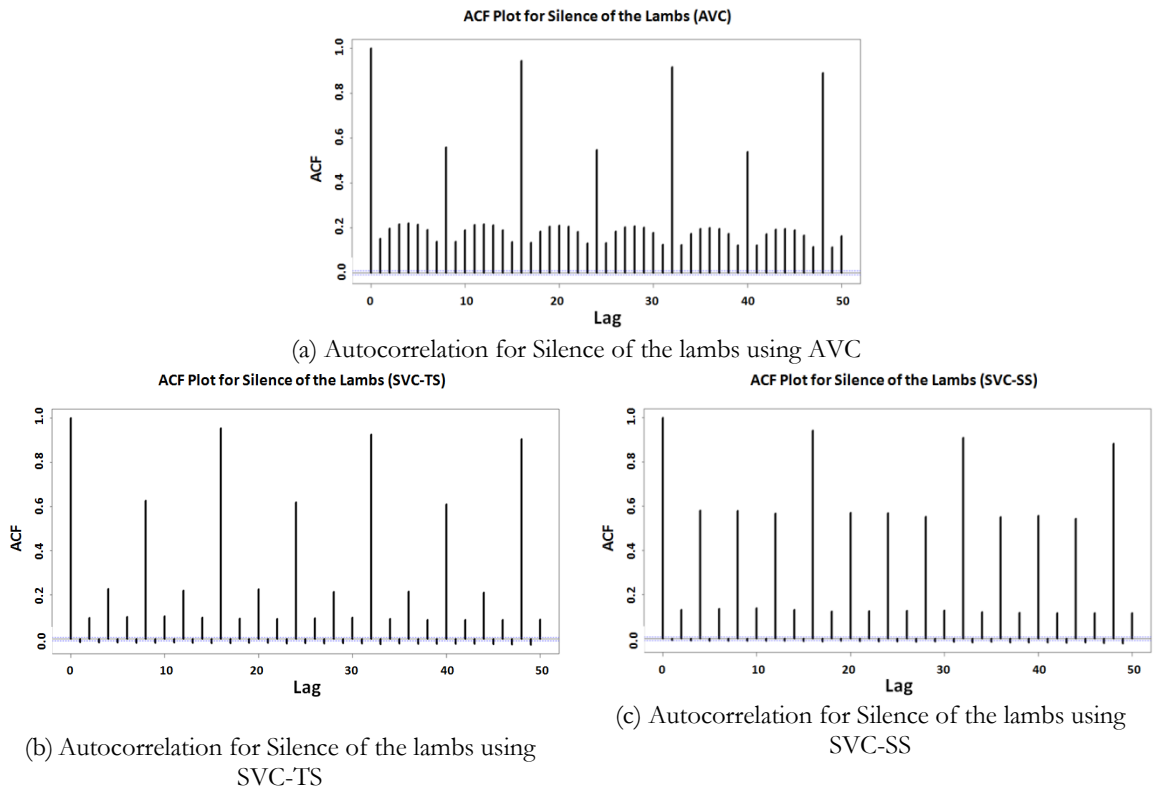 ACF Plot for Silence of the Lambs (AVC)
1.0
0.8
0.6
0.4
0.2
0.0
ACF
0 10 20 30 40 50
Lag
(a) Autocorrelation for Silence of the lambs using AVC
ACF Plot for Silence of the Lambs (SVC-TS)
1.0
0.8
0.6
0.4
0.2
0.0
ACF
0 10 20 30 40 50
Lag
(b) Autocorrelation for Silence of the lambs using
SVC-TS
ACF Plot for Silence of the Lambs (SVC-SS)
1.0
0.8
0.6
0.4
0.2
0.0
ACF
0 10 20 30 40 50
Lag
(c) Autocorrelation for Silence of the lambs using
SVC-SS